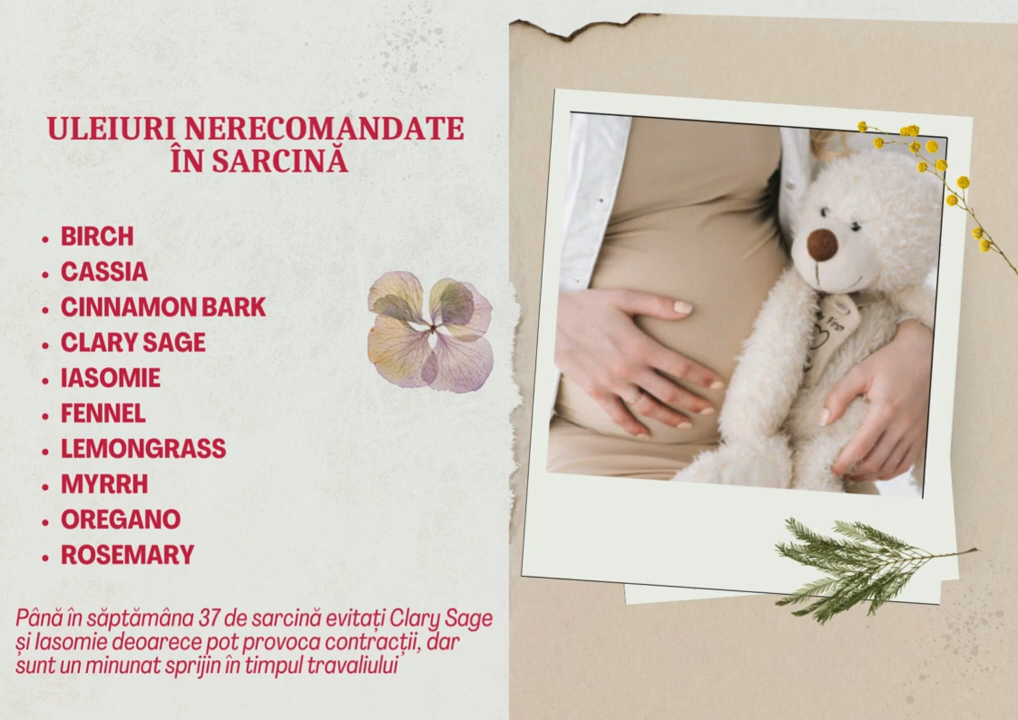 ULEIURI NERECOMANDATE
ÎN SARCINĂ
• BIRCH
• CASSIA
• CINNAMON BARK
• CLARY SAGE
• IASOMIE
• FENNEL
• LEMONGRASS
• MYRRH
• OREGANO
• ROSEMARY
Până în săptămâna 37 de sarcină evitați Clary Sage
și Iasomie deoarece pot provoca contracții, dar
sunt un minunat sprijin în timpul travaliului